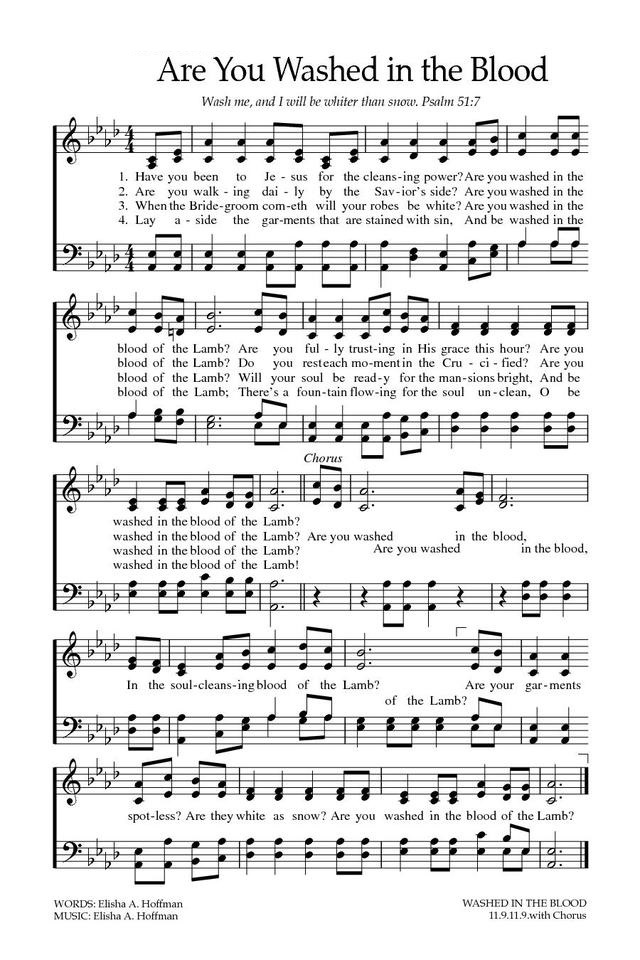 Are You Washed in the Blood
Wash me, and I will be whiter than snow. Psalm 51:7
1. Have you been to Je - sus for the cleans-ing power? Are you washed in the
2. Are you walk - ing dai - ly by the Sav-ior's side? Are you washed in the
3. When the Bride-groom com-eth will your robes be white? Are you washed in the
4. Lay a - side the gar-ments that are stained with sin, And be washed in the
blood of the Lamb? Are you ful - ly trust-ing in His grace this hour? Are you
blood of the Lamb? Do you rest each mo-ment in the Cru - ci - fied? Are you
blood of the Lamb? Will your soul be read-y for the man-sions bright, And be
blood of the Lamb; There's a foun-tain flow-ing for the soul un-clean, O be
Chorus
washed in the blood of the Lamb?
washed in the blood of the Lamb? Are you washed in the blood,
washed in the blood of the Lamb? Are you washed in the blood,
washed in the blood of the Lamb!
In the soul-cleans-ing blood of the Lamb? Are your gar-ments
of the Lamb?
spot-less? Are they white as snow? Are you washed in the blood of the Lamb?
WORDS: Elisha A. Hoffman WASHED IN THE BLOOD
MUSIC: Elisha A. Hoffman 11.9.11.9.with Chorus